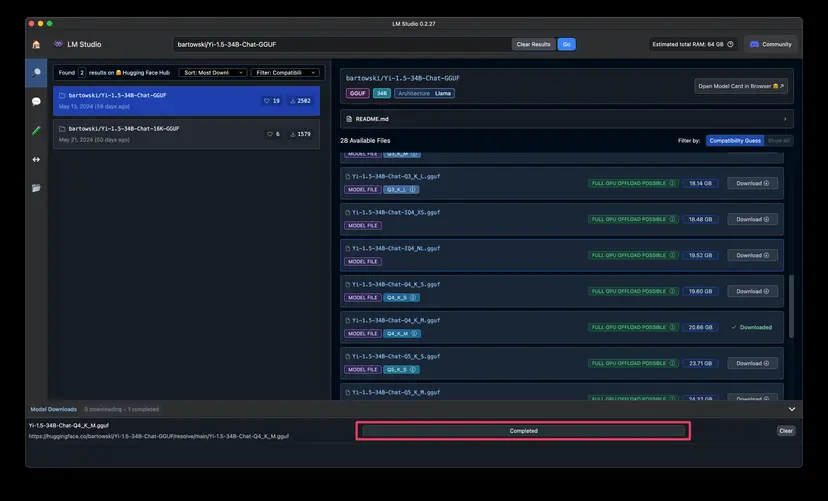 LM Studio 0.2.27
LM Studio
bartowski/Yi-1.5-34B-Chat-GGUF
Clear Results
Go
Estimated total RAM: 64 GB
Community
Found 2 results on Hugging Face Hub
Sort: Most Downl
Filter: Compatibili
bartowski/Yi-1.5-34B-Chat-GGUF
May 13, 2024 (58 days ago)
19
2502
bartowski/Yi-1.5-34B-Chat-16K-GGUF
May 21, 2024 (50 days ago)
6
1579
bartowski/Yi-1.5-34B-Chat-GGUF
GGUF 34B Architecture Llama
Open Model Card in Browser
README.md
28 Available Files
Filter by: Compatibility Guess Show All
MODEL FILE Q3_K_M
Yi-1.5-34B-Chat-Q3_K_L.gguf
MODEL FILE Q3_K_L
FULL GPU OFFLOAD POSSIBLE 18.14 GB Download
Yi-1.5-34B-Chat-IQ4_XS.gguf
MODEL FILE
FULL GPU OFFLOAD POSSIBLE 18.48 GB Download
Yi-1.5-34B-Chat-IQ4_NL.gguf
MODEL FILE
FULL GPU OFFLOAD POSSIBLE 19.52 GB Download
Yi-1.5-34B-Chat-Q4_K_S.gguf
MODEL FILE Q4_K_S
FULL GPU OFFLOAD POSSIBLE 19.60 GB Download
Yi-1.5-34B-Chat-Q4_K_M.gguf
MODEL FILE Q4_K_M
FULL GPU OFFLOAD POSSIBLE 20.66 GB Downloaded
Yi-1.5-34B-Chat-Q5_K_S.gguf
MODEL FILE Q5_K_S
FULL GPU OFFLOAD POSSIBLE 23.71 GB Download
Yi-1.5-34B-Chat-Q5_K_M.gguf
FULL GPU OFFLOAD POSSIBLE 24.32 GB Download
Model Downloads 0 downloading - 1 completed
Yi-1.5-34B-Chat-Q4_K_M.gguf
https://huggingface.co/bartowski/Yi-1.5-34B-Chat-GGUF/resolve/main/Yi-1.5-34B-Chat-Q4_K_M.gguf
Completed
Clear